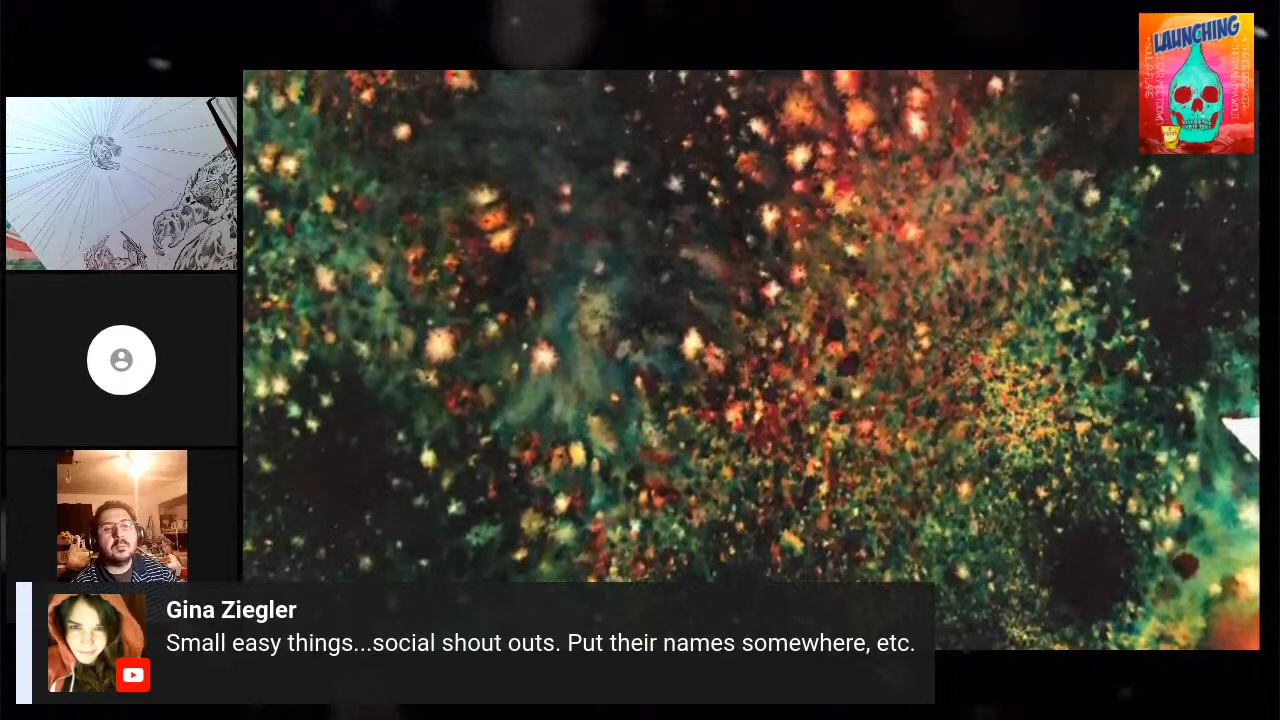 LAUNCHING
Gina Ziegler
Small easy things...social shout outs. Put their names somewhere, etc.